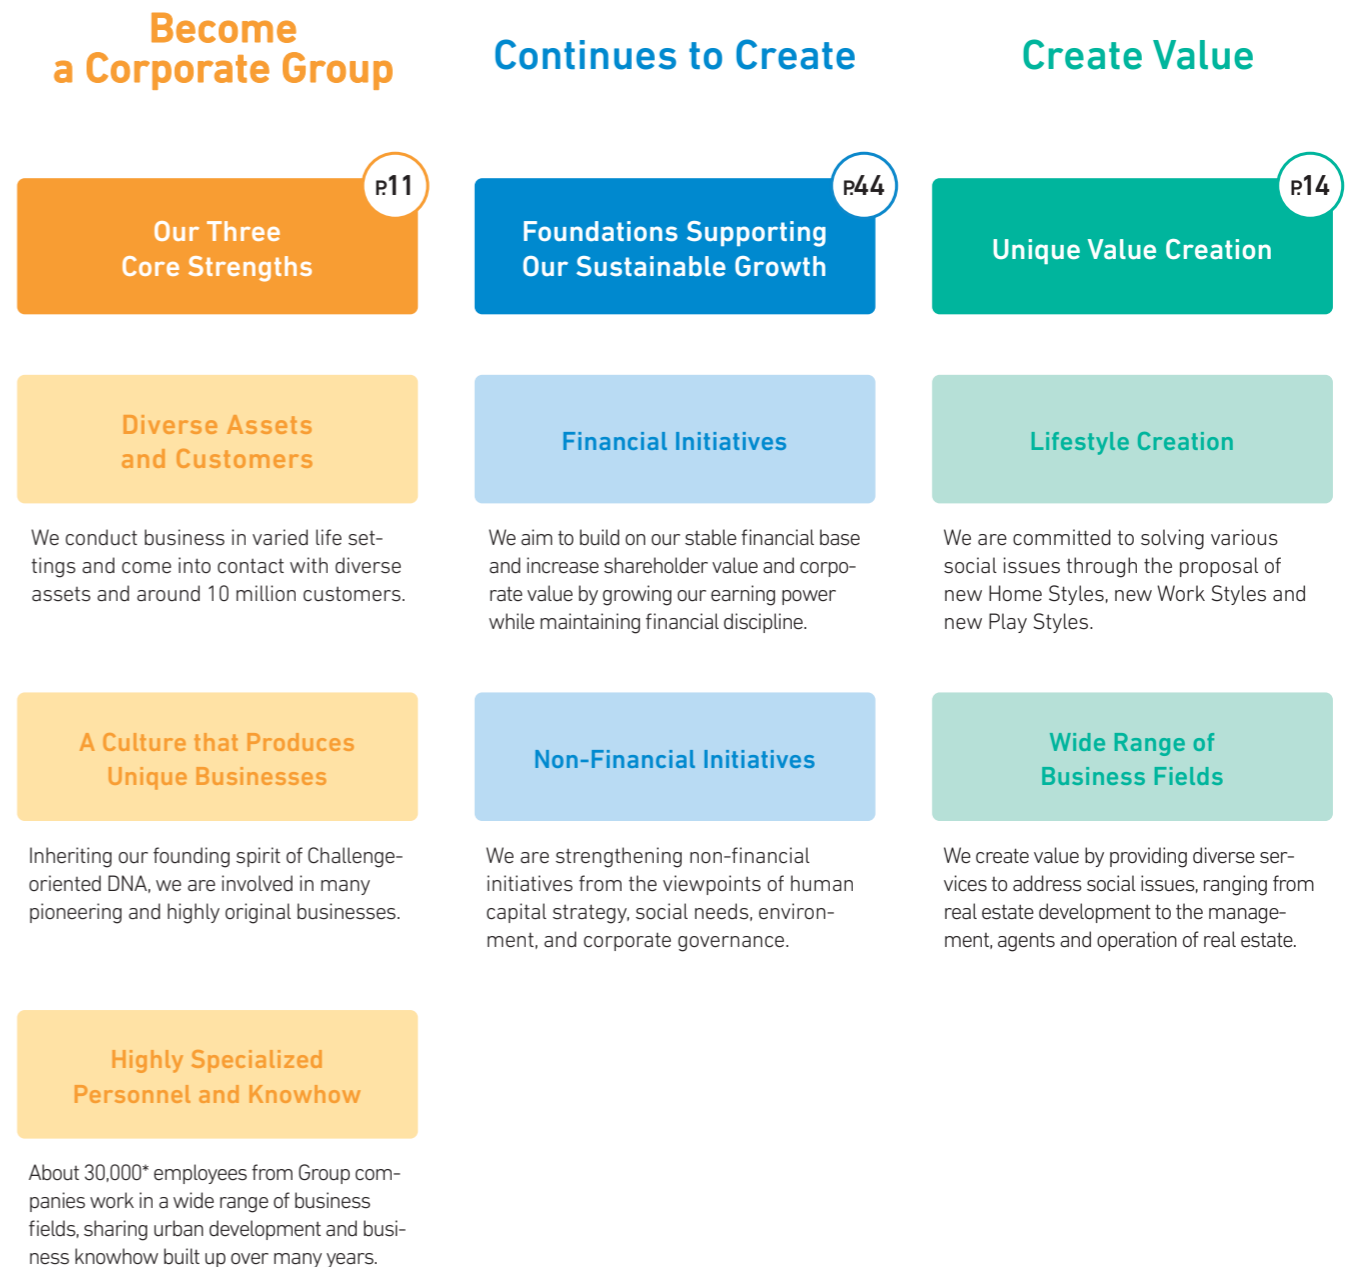 Become
a Corporate Group
P.11
Our Three
Core Strengths
Diverse Assets
and Customers
We conduct business in varied life set-
tings and come into contact with diverse
assets and around 10 million customers.
A Culture that Produces
Unique Businesses
Inheriting our founding spirit of Challenge-
oriented DNA, we are involved in many
pioneering and highly original businesses.
Highly Specialized
Personnel and Knowhow
About 30,000* employees from Group com-
panies work in a wide range of business
fields, sharing urban development and busi-
ness knowhow built up over many years.
Continues to Create
P.44
Foundations Supporting
Our Sustainable Growth
Financial Initiatives
We aim to build on our stable financial base
and increase shareholder value and corpo-
rate value by growing our earning power
while maintaining financial discipline.
Non-Financial Initiatives
We are strengthening non-financial
initiatives from the viewpoints of human
capital strategy, social needs, environ-
ment, and corporate governance.
Create Value
P.14
Unique Value Creation
Lifestyle Creation
We are committed to solving various
social issues through the proposal of
new Home Styles, new Work Styles and
new Play Styles.
Wide Range of
Business Fields
We create value by providing diverse ser-
vices to address social issues, ranging from
real estate development to the manage-
ment, agents and operation of real estate.